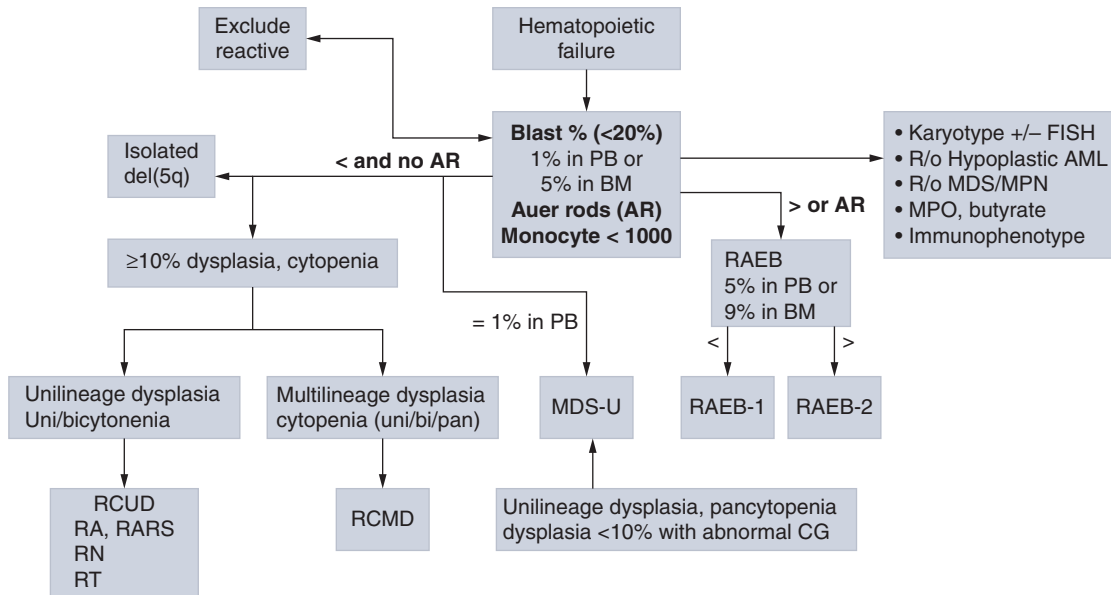 Exclude
reactive
Hematopoietic
failure
Isolated
del(5q)
< and no AR
Blast % (<20%)
1% in PB or
5% in BM
Auer rods (AR)
Monocyte < 1000
• Karyotype +/– FISH
• R/o Hypoplastic AML
• R/o MDS/MPN
• MPO, butyrate
• Immunophenotype
> or AR
≥10% dysplasia, cytopenia
RAEB
5% in PB or
9% in BM
= 1% in PB
<
>
Unilineage dysplasia
Uni/bicytonenia
Multilineage dysplasia
cytopenia (uni/bi/pan)
MDS-U
RAEB-1
RAEB-2
RCUD
RA, RARS
RN
RT
RCMD
Unilineage dysplasia, pancytopenia
dysplasia <10% with abnormal CG